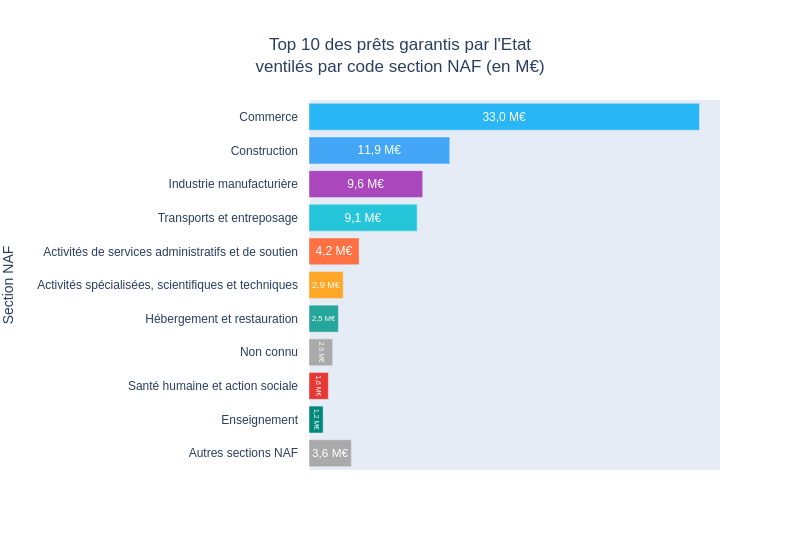 Top 10 des prêts garantis par l'Etat
ventilés par code section NAF (en M€)
Section NAF
Commerce 33,0 M€
Construction 11,9 M€
Industrie manufacturière 9,6 M€
Transports et entreposage 9,1 M€
Activités de services administratifs et de soutien 4,2 M€
Activités spécialisées, scientifiques et techniques 2,9 M€
Hébergement et restauration 2,5 M€
Non connu 2,0 M€
Santé humaine et action sociale 1,6 M€
Enseignement 1,2 M€
Autres sections NAF 3,6 M€